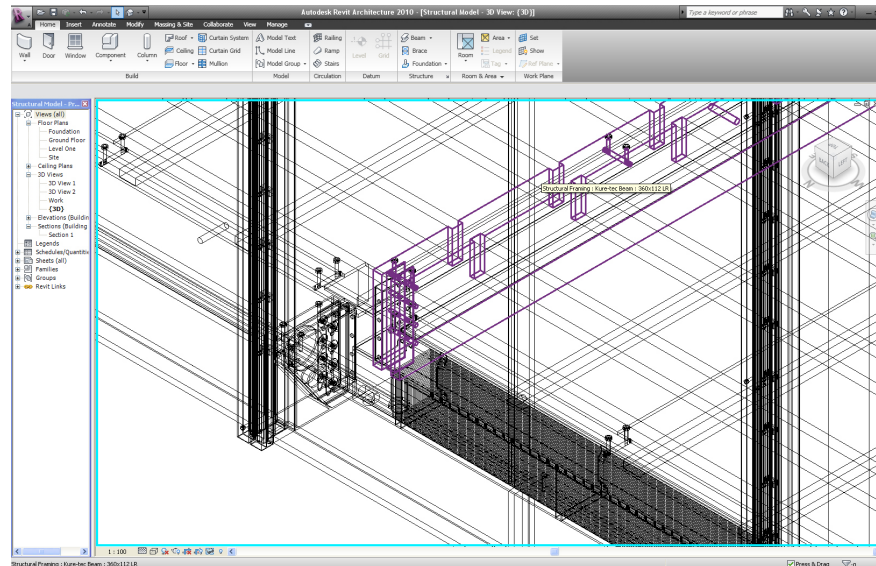 Autodesk Revit Architecture 2010 - [Structural Model - 3D View: {3D}]
Type a keyword or phrase
Home Insert Annotate Modify Massing & Site Collaborate View Manage
Wall Door Window Component Column
Roof Curtain System
Ceiling Curtain Grid
Floor Mullion
Model Text
Model Line
Model Group
Railing
Ramp
Stairs
Level Grid
Beam
Brace
Foundation
Room
Area
Legend
Tag
Set
Show
Ref Plane
Build Model Circulation Datum Structure Room & Area Work Plane
Structural Model - Pr...
Views (all)
Floor Plans
Foundation
Ground Floor
Level One
Site
Ceiling Plans
3D Views
3D View 1
3D View 2
Work
{3D}
Elevations (Buildin
Sections (Building
Section 1
Legends
Schedules/Quantitie
Sheets (all)
Families
Groups
Revit Links
Structural Framing : Kure-tec Beam : 360x112 LR
BACK LEFT
1 : 100
Structural Framing : Kure-tec Beam : 360x112 LR
Press & Drag :0